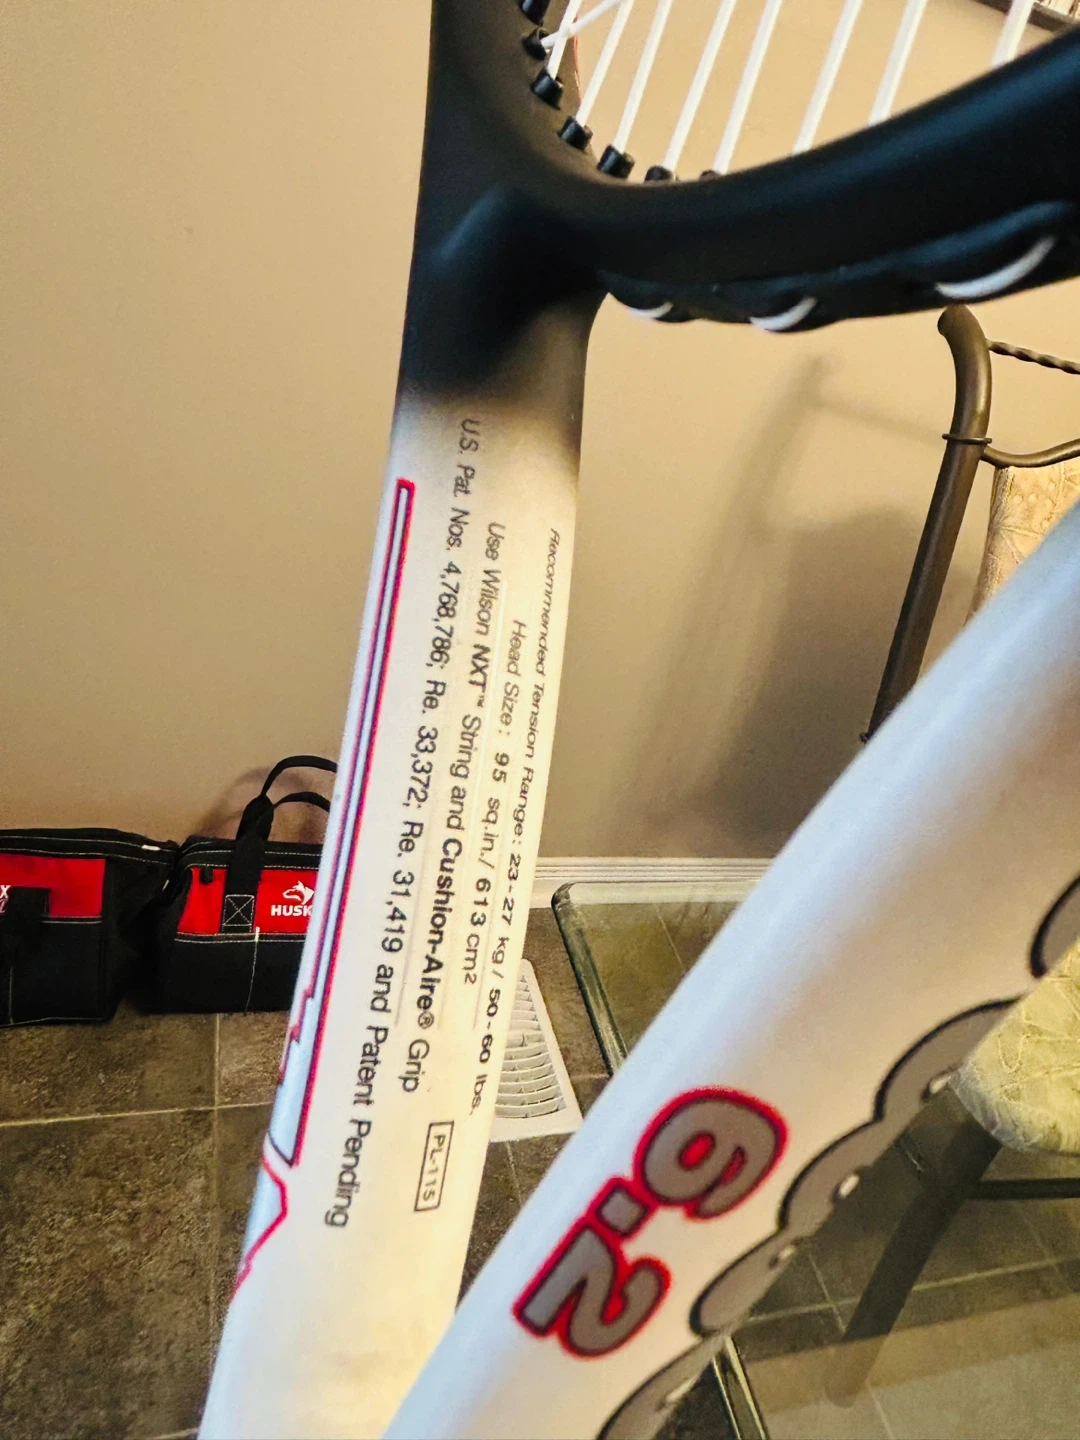 U.S. Pat. Nos. 4,768,786; Re. 33,372; Re. 31,419 and Patent Pending
Use Wilson NXT™ String and Cushion-Aire® Grip
Head Size: 95 sq.in./ 613 cm2
Recommended Tension Range: 23-27 kg / 50-60 lbs.
PL-115
6.2
HUSK